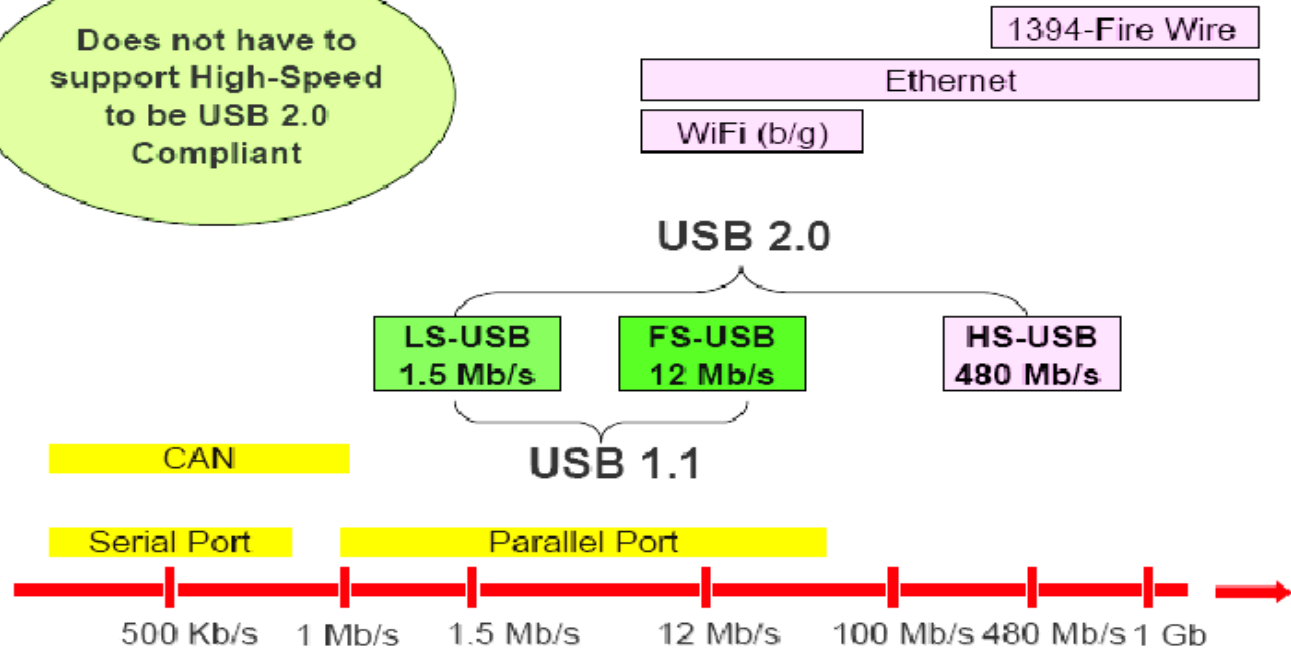 Does not have to
support High-Speed
to be USB 2.0
Compliant
1394-Fire Wire
Ethernet
WiFi (b/g)
USB 2.0
LS-USB
1.5 Mb/s
FS-USB
12 Mb/s
HS-USB
480 Mb/s
CAN
USB 1.1
Serial Port
Parallel Port
500 Kb/s 1 Mb/s 1.5 Mb/s 12 Mb/s 100 Mb/s 480 Mb/s 1 Gb